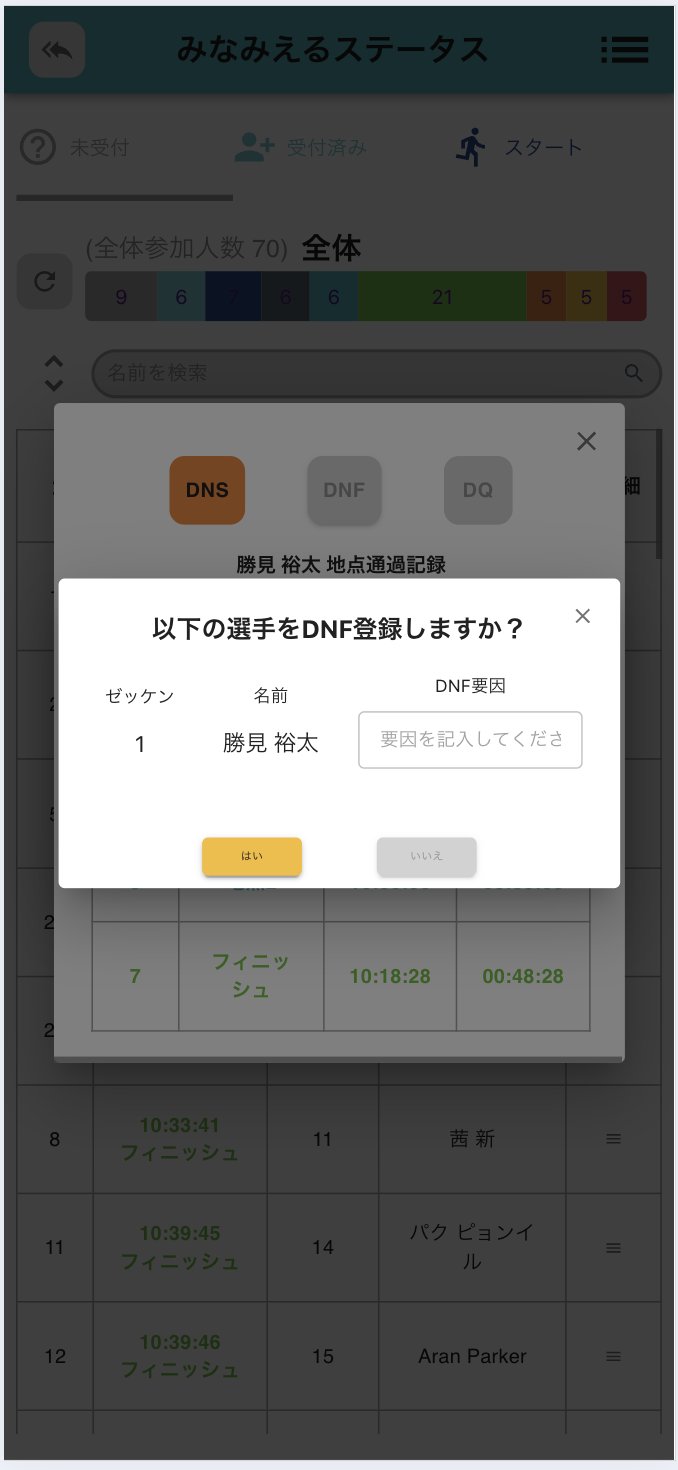 みなみえるステータス
未受付
受付済み
スタート
(全体参加人数 70) 全体
9 6 7 6 6 21 5 5 5
名前を検索
細
DNS DNF DQ
勝見 裕太 地点通過記録
以下の選手をDNF登録しますか？
ゼッケン 名前 DNF要因
1 勝見 裕太 要因を記入してくださ
はい いいえ
7 フィニッシュ 10:18:28 00:48:28
8 10:33:41 フィニッシュ 11 茜 新
11 10:39:45 フィニッシュ 14 パク ピョンイル
12 10:39:46 フィニッシュ 15 Aran Parker